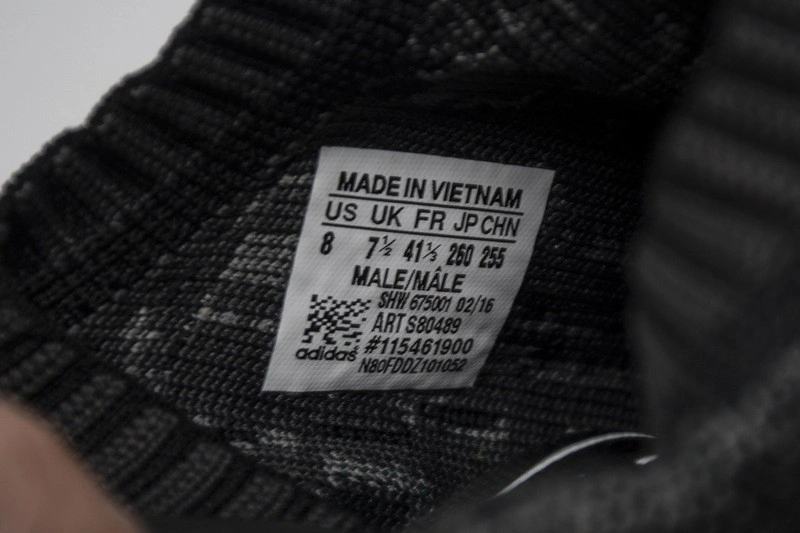 MADE IN VIETNAM
US UK FR JP CHN
8 7½ 41⅓ 260 255
MALE/MÂLE
SHW 675001 02/16
ART S80489
#115461900
adidas
N80FDDZ101052